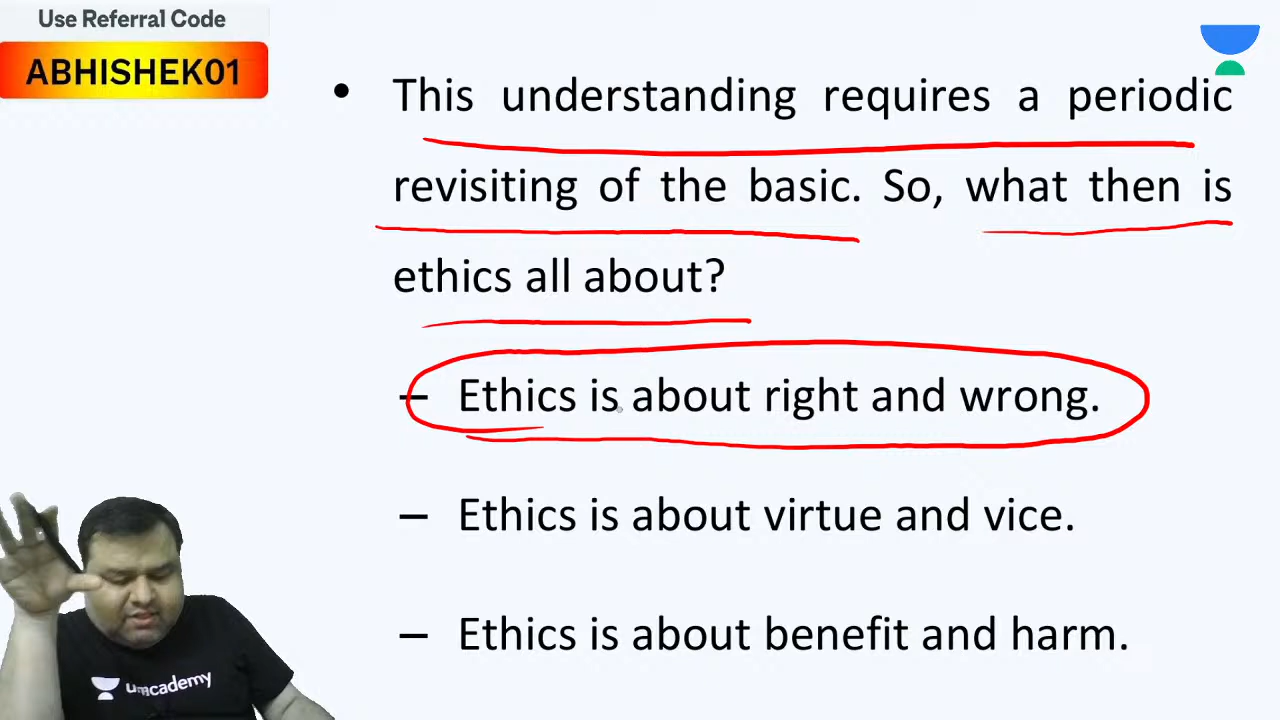 Use Referral Code
ABHISHEK01
• This understanding requires a periodic
revisiting of the basic. So, what then is
ethics all about?
– Ethics is about right and wrong.
– Ethics is about virtue and vice.
– Ethics is about benefit and harm.
unacademy